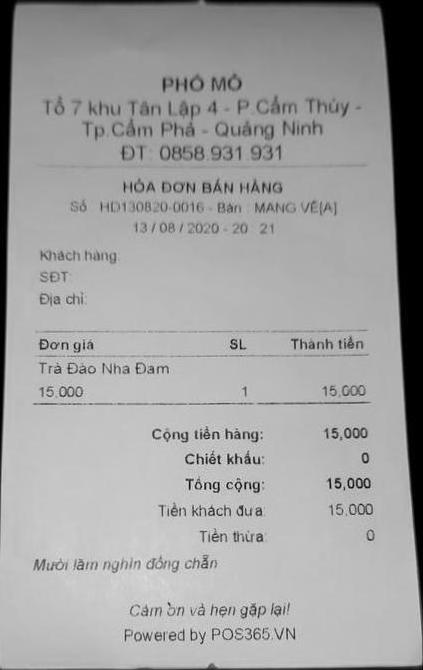 PHỐ MỎ
Tổ 7 khu Tân Lập 4 - P.Cẩm Thủy -
Tp.Cẩm Phả - Quảng Ninh
ĐT: 0858.931.931
HÓA ĐƠN BÁN HÀNG
Số : HD130820-0016 - Bàn : MANG VỀ[A]
13 / 08 / 2020 - 20 : 21
Khách hàng:
SĐT:
Địa chỉ:
Đơn giá SL Thành tiền
Trà Đào Nha Đam
15,000 1 15,000
Cộng tiền hàng: 15,000
Chiết khấu: 0
Tổng cộng: 15,000
Tiền khách đưa: 15,000
Tiền thừa: 0
Mười lăm nghìn đồng chẵn
Cảm ơn và hẹn gặp lại!
Powered by POS365.VN